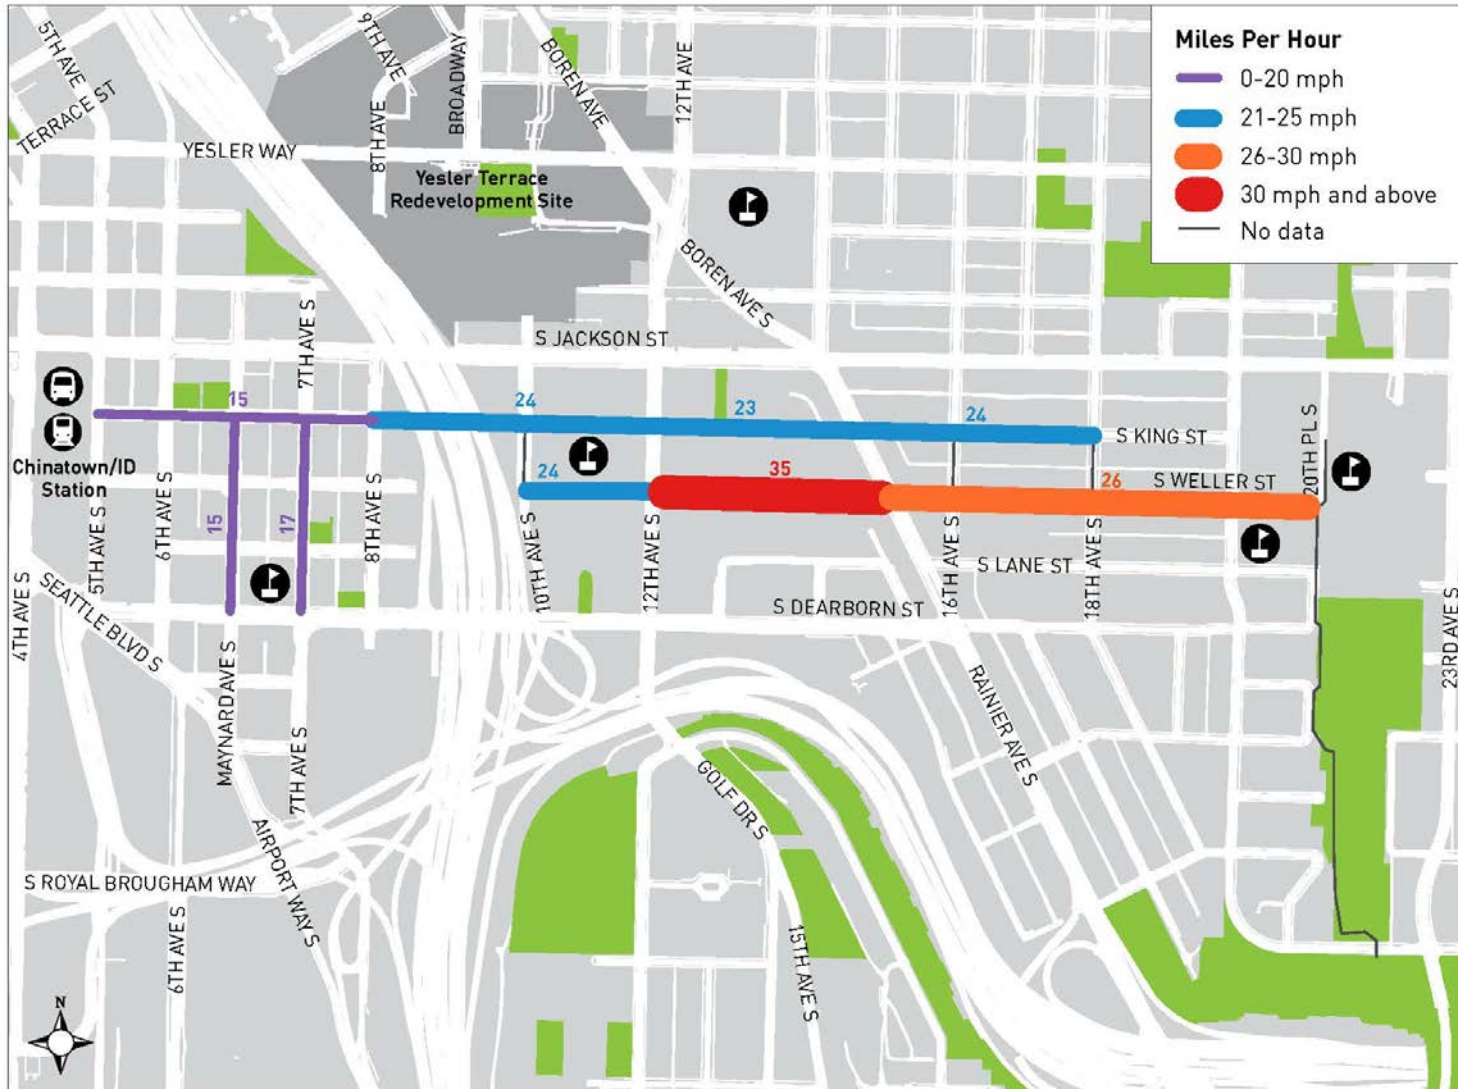 Miles Per Hour
0-20 mph
21-25 mph
26-30 mph
30 mph and above
No data
5TH AVE
TERRACE ST
9TH AVE
8TH AVE
BROADWAY
BOREN AVE
12TH AVE
YESLER WAY
Yesler Terrace
Redevelopment Site
BOREN AVE S
7TH AVE S
S JACKSON ST
15
24
23
24
S KING ST
Chinatown/ID
Station
24
35
26
S WELLER ST
20TH PL S
15
17
5TH AVE S
6TH AVE S
8TH AVE S
10TH AVE S
12TH AVE S
16TH AVE S
18TH AVE S
S LANE ST
S DEARBORN ST
4TH AVE S
SEATTLE BLVD S
MAYNARD AVE S
7TH AVE S
RAINIER AVE S
23RD AVE S
GOLF DR S
AIRPORT WAY S
S ROYAL BROUGHAM WAY
6TH AVE S
15TH AVE S
N